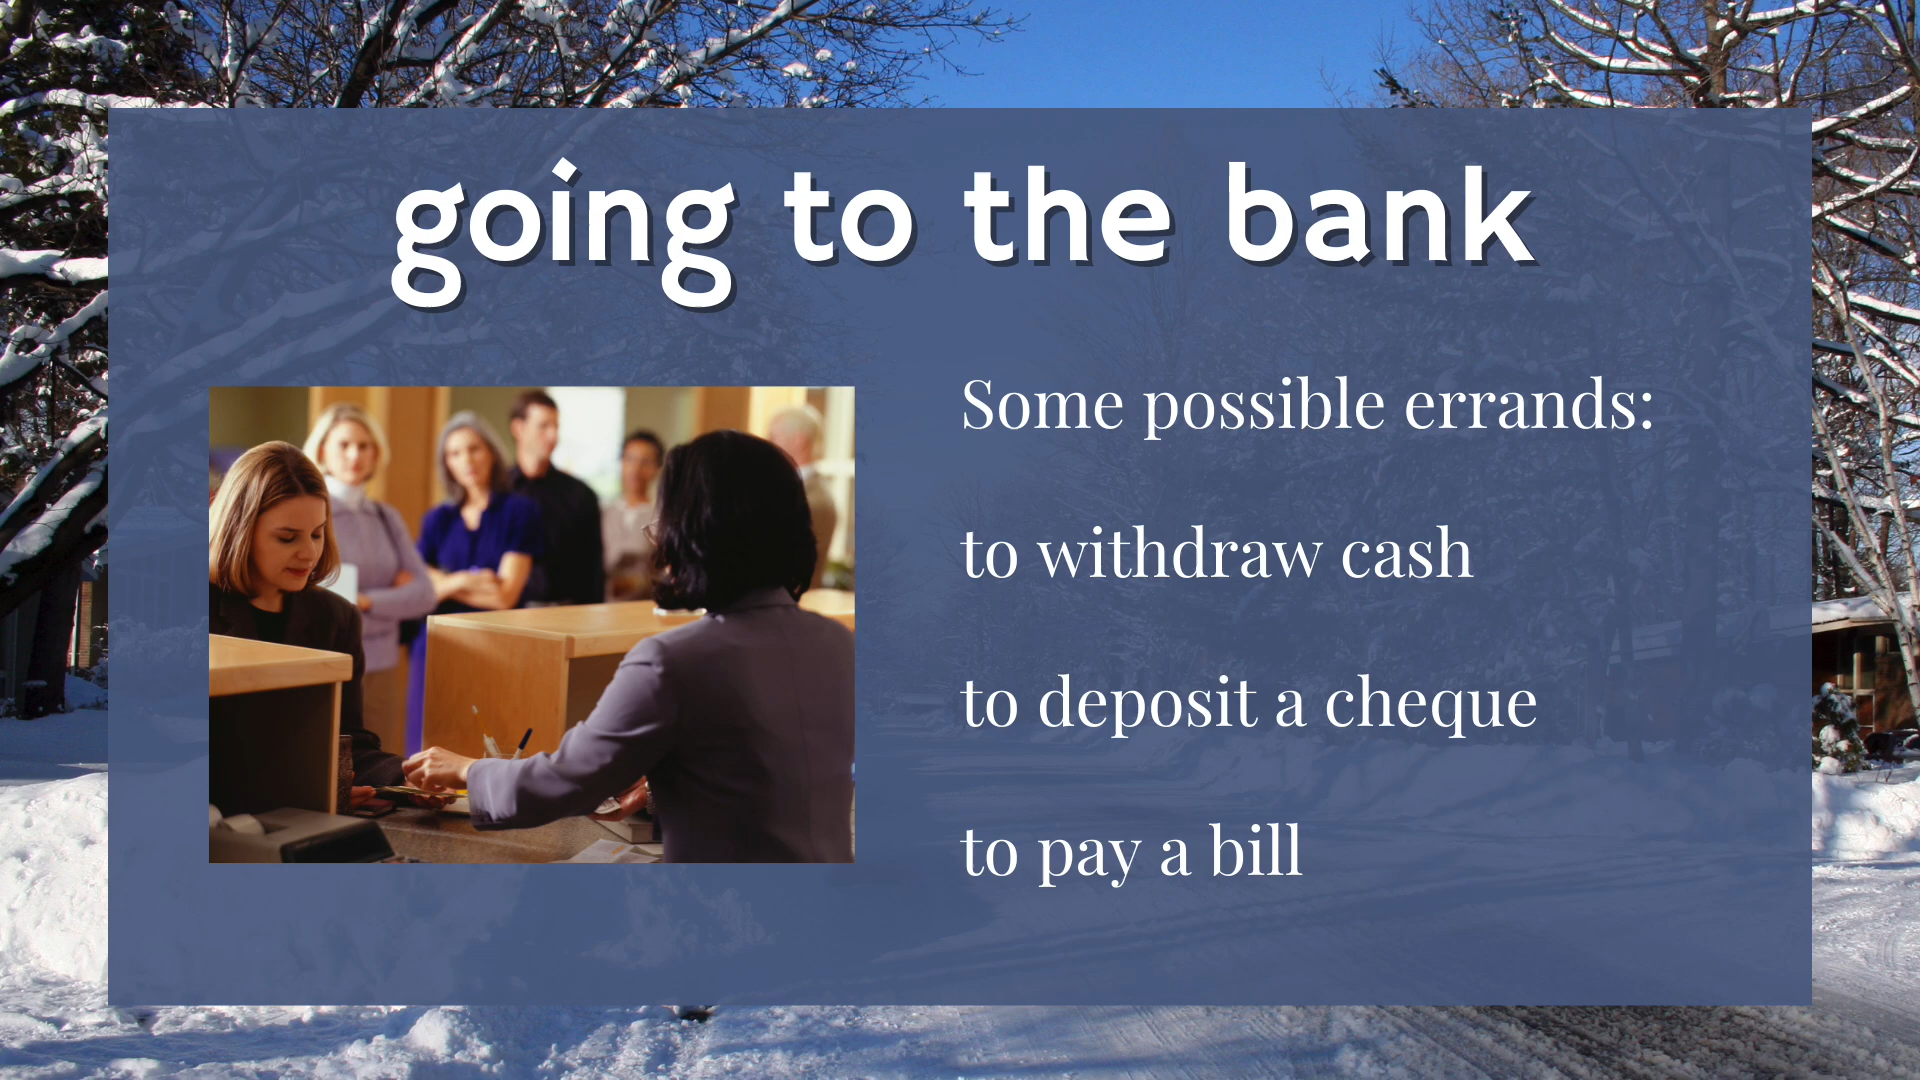 going to the bank
Some possible errands:
to withdraw cash
to deposit a cheque
to pay a bill